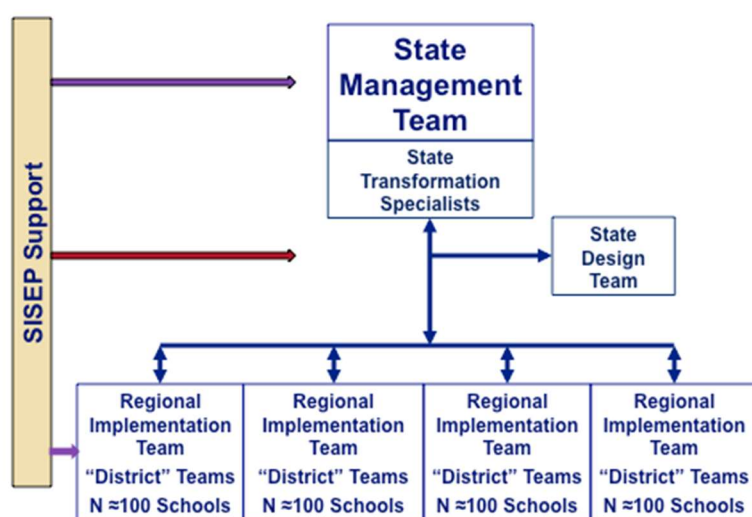 SISEP Support
State
Management
Team
State
Transformation
Specialists
State
Design
Team
Regional
Implementation
Team
“District” Teams
N ≈100 Schools
Regional
Implementation
Team
“District” Teams
N ≈100 Schools
Regional
Implementation
Team
“District” Teams
N ≈100 Schools
Regional
Implementation
Team
“District” Teams
N ≈100 Schools